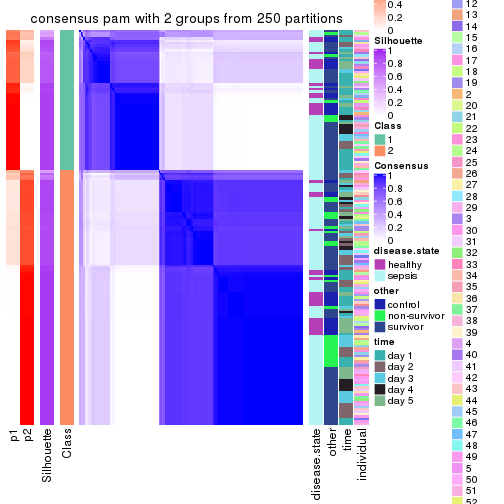 consensus pam with 2 groups from 250 partitions
p1
p2
Silhouette
Class
disease.state
other
time
individual
0.4
0.2
0
Silhouette
1
0.8
0.6
0.4
0.2
0
Class
1
2
Consensus
1
0.8
0.6
0.4
0.2
0
disease.state
healthy
sepsis
other
control
non-survivor
survivor
time
day 1
day 2
day 3
day 4
day 5
12
13
14
15
16
17
18
19
2
20
21
22
23
24
25
26
27
28
29
3
30
31
32
33
34
35
36
37
38
39
4
40
41
42
43
44
45
46
47
48
49
5
50
51
52